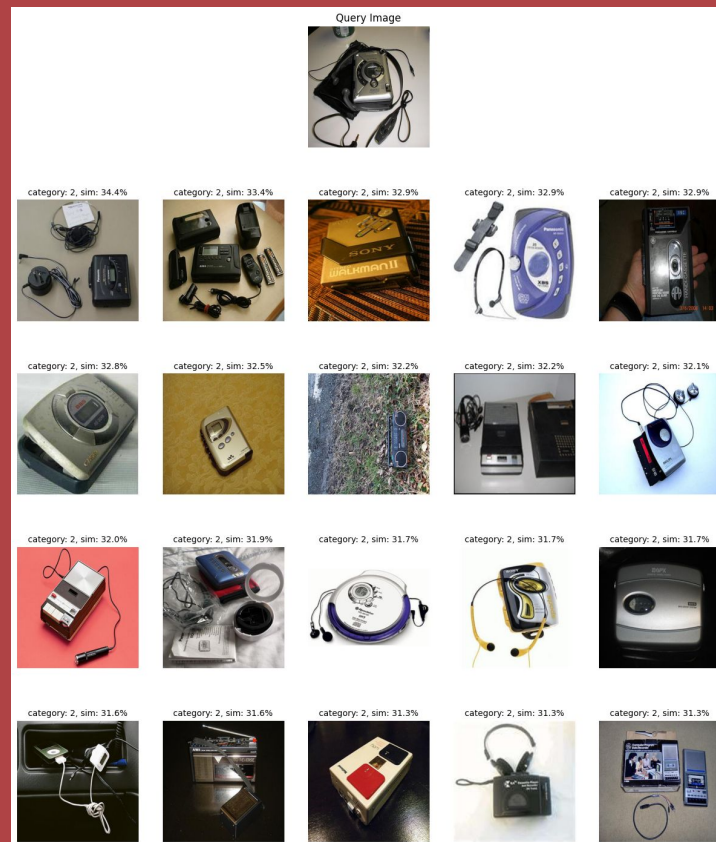 Query Image
category: 2, sim: 34.4%
category: 2, sim: 33.4%
category: 2, sim: 32.9%
category: 2, sim: 32.9%
category: 2, sim: 32.9%
SONY
WALKMAN II
Panasonic
XBS
category: 2, sim: 32.8%
category: 2, sim: 32.5%
category: 2, sim: 32.2%
category: 2, sim: 32.2%
category: 2, sim: 32.1%
category: 2, sim: 32.0%
category: 2, sim: 31.9%
category: 2, sim: 31.7%
category: 2, sim: 31.7%
category: 2, sim: 31.7%
category: 2, sim: 31.6%
category: 2, sim: 31.6%
category: 2, sim: 31.3%
category: 2, sim: 31.3%
category: 2, sim: 31.3%